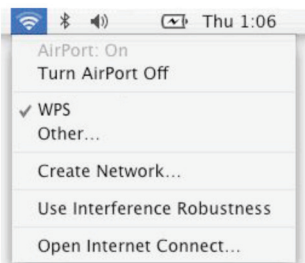 Thu 1:06
AirPort: On
Turn AirPort Off
WPS
Other...
Create Network...
Use Interference Robustness
Open Internet Connect...